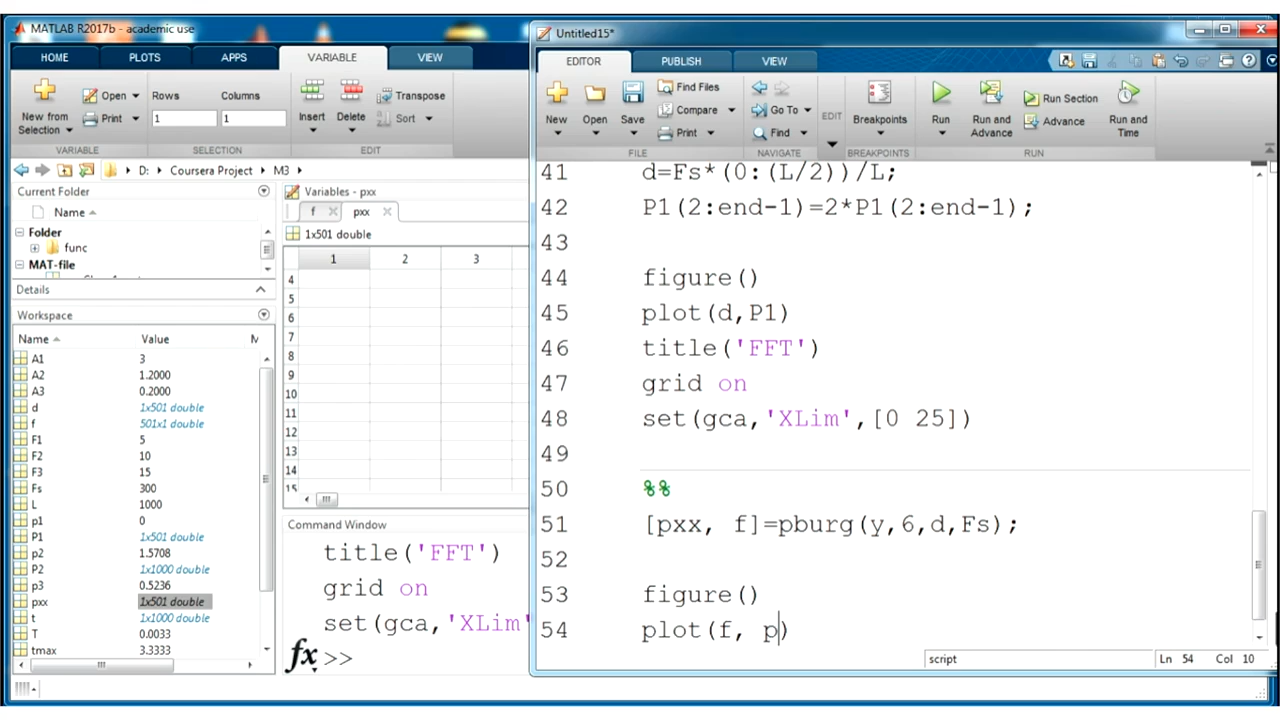 MATLAB R2017b - academic use
HOME PLOTS APPS VARIABLE VIEW
New from Selection
Open
Print
Rows Columns
1 1
Insert Delete
Transpose
Sort
VARIABLE SELECTION EDIT
D: Coursera Project M3
Current Folder
Name
Folder
func
MAT-file
Details
Workspace
Name Value M
A1 3
A2 1.2000
A3 0.2000
d 1x501 double
f 501x1 double
F1 5
F2 10
F3 15
Fs 300
L 1000
p1 0
P1 1x501 double
p2 1.5708
P2 1x1000 double
p3 0.5236
pxx 1x501 double
t 1x1000 double
T 0.0033
tmax 3.3333
Variables - pxx
f pxx
1x501 double
1 2 3
4
5
6
7
8
9
10
11
12
13
14
15
Command Window
title('FFT')
grid on
set(gca,'XLim'
fx >>
Untitled15*
EDITOR PUBLISH VIEW
New Open Save
Find Files
Compare
Print
Go To
Find
EDIT
Breakpoints
Run
Run and Advance
Run Section
Advance
Run and Time
FILE NAVIGATE BREAKPOINTS RUN
41 d=Fs*(0:(L/2))/L;
42 P1(2:end-1)=2*P1(2:end-1);
43
44 figure()
45 plot(d,P1)
46 title('FFT')
47 grid on
48 set(gca,'XLim',[0 25])
49
50 %%
51 [pxx, f]=pburg(y,6,d,Fs);
52
53 figure()
54 plot(f, p)
script Ln 54 Col 10